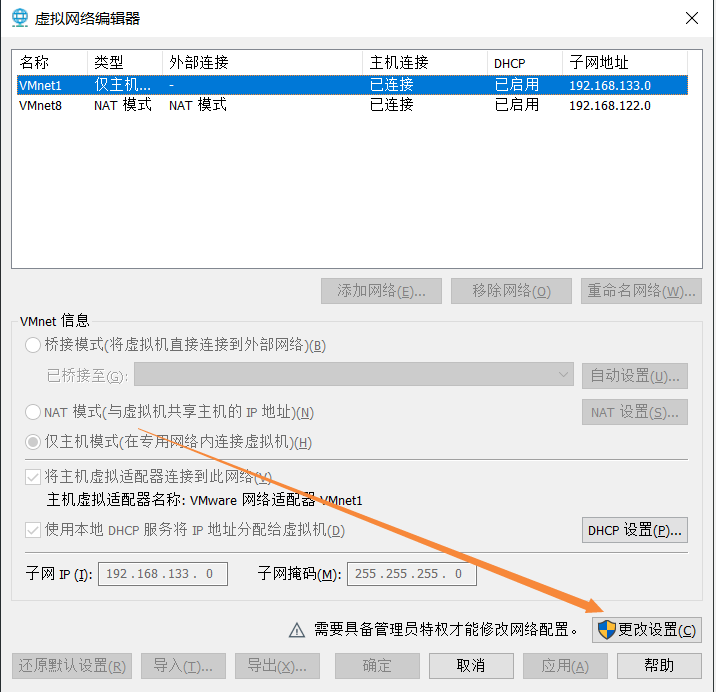 虚拟网络编辑器
名称 类型 外部连接 主机连接 DHCP 子网地址
VMnet1 仅主机... - 已连接 已启用 192.168.133.0
VMnet8 NAT 模式 NAT 模式 已连接 已启用 192.168.122.0
添加网络(E)... 移除网络(O) 重命名网络(W)...
VMnet 信息
桥接模式(将虚拟机直接连接到外部网络)(B)
已桥接至(G): 自动设置(U)...
NAT 模式(与虚拟机共享主机的 IP 地址)(N) NAT 设置(S)...
仅主机模式(在专用网络内连接虚拟机)(H)
将主机虚拟适配器连接到此网络(V)
主机虚拟适配器名称: VMware 网络适配器 VMnet1
使用本地 DHCP 服务将 IP 地址分配给虚拟机(D) DHCP 设置(P)...
子网 IP (I): 192.168.133. 0 子网掩码(M): 255.255.255. 0
需要具备管理员特权才能修改网络配置。 更改设置(C)
还原默认设置(R) 导入(T)... 导出(X)... 确定 取消 应用(A) 帮助